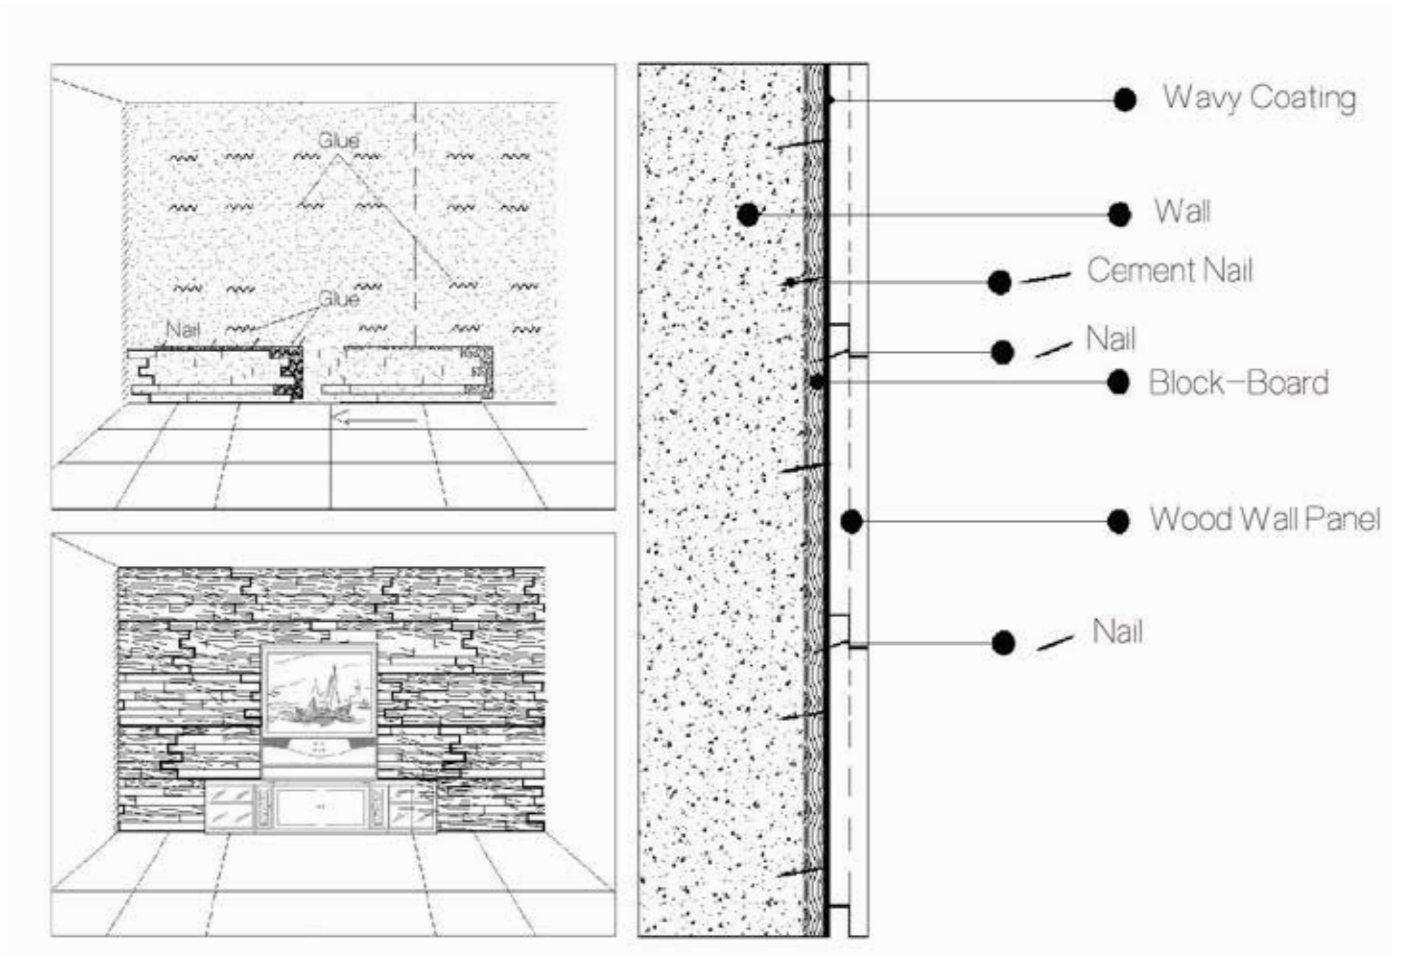 Glue
Glue
Nail
Wavy Coating
Wall
Cement Nail
Nail
Block-Board
Wood Wall Panel
Nail